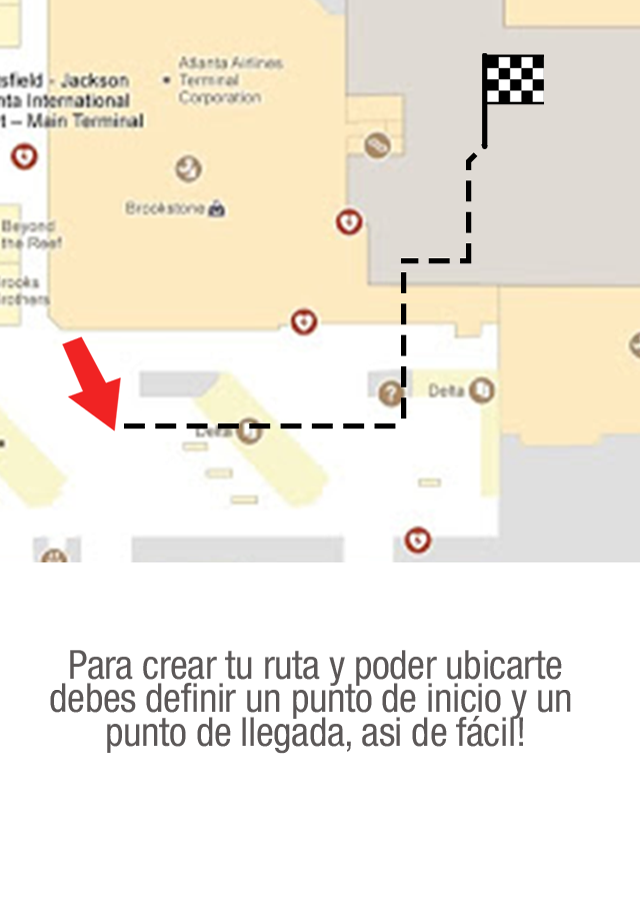 Atlanta Airlines
Terminal
Corporation
sfield - Jackson
nta International
t – Main Terminal
Brookstone
Beyond
the Reef
rooks
rothers
Delta
Delta
Para crear tu ruta y poder ubicarte
debes definir un punto de inicio y un
punto de llegada, asi de fácil!